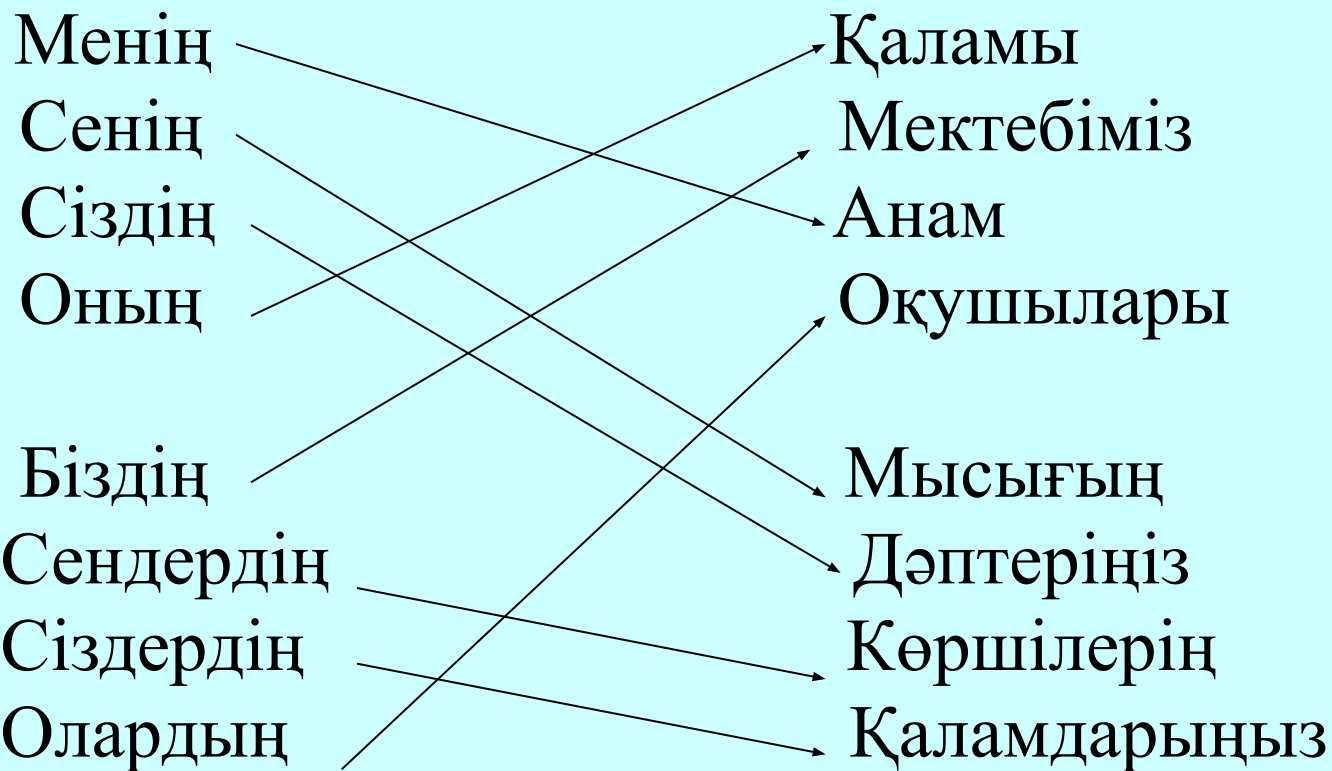 Менің Қаламы
Сенің Мектебіміз
Сіздің Анам
Оның Оқушылары
Біздің Мысығың
Сендердің Дәптеріңіз
Сіздердің Көршілерің
Олардың Қаламдарыңыз